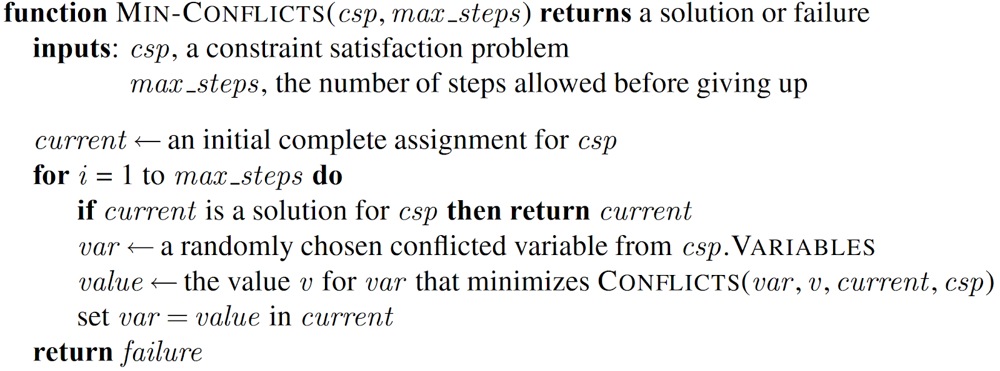 function MIN-CONFLICTS(csp, max_steps) returns a solution or failure
inputs: csp, a constraint satisfaction problem
max_steps, the number of steps allowed before giving up
current ← an initial complete assignment for csp
for i = 1 to max_steps do
if current is a solution for csp then return current
var ← a randomly chosen conflicted variable from csp.VARIABLES
value ← the value v for var that minimizes CONFLICTS(var, v, current, csp)
set var = value in current
return failure